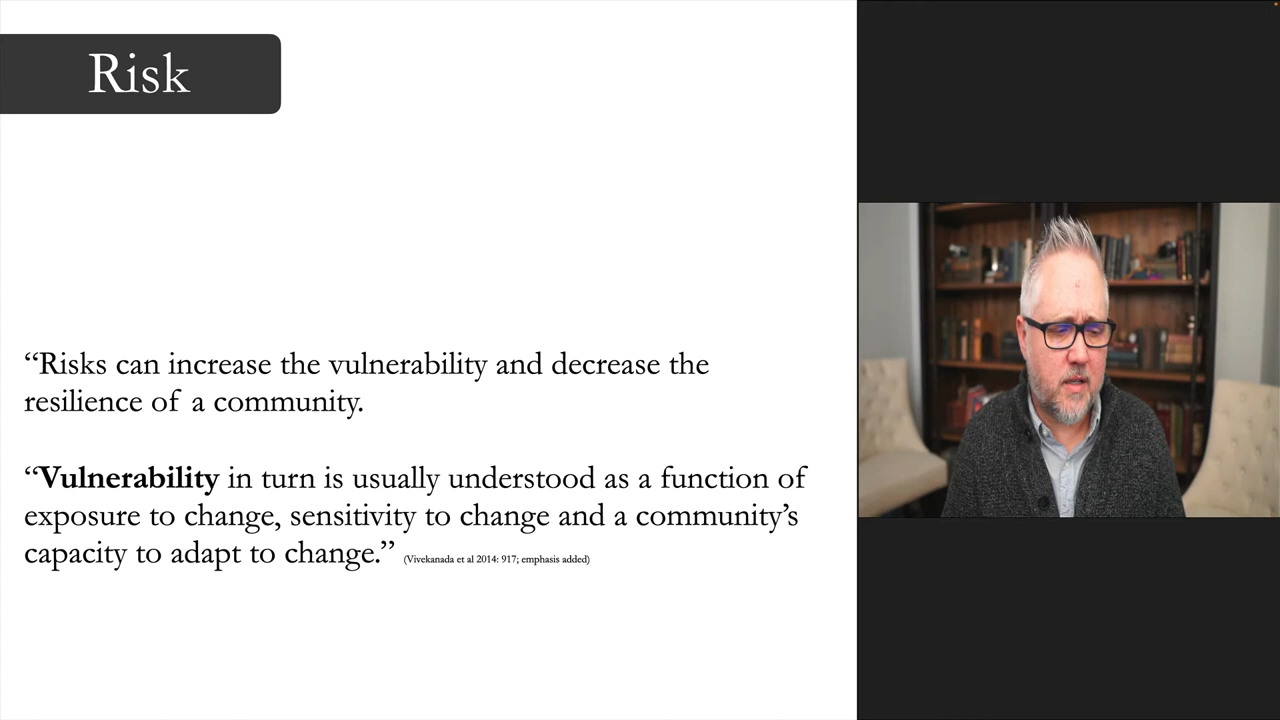 Risk
“Risks can increase the vulnerability and decrease the
resilience of a community.
“Vulnerability in turn is usually understood as a function of
exposure to change, sensitivity to change and a community’s
capacity to adapt to change.” (Vivekanada et al 2014: 917; emphasis added)